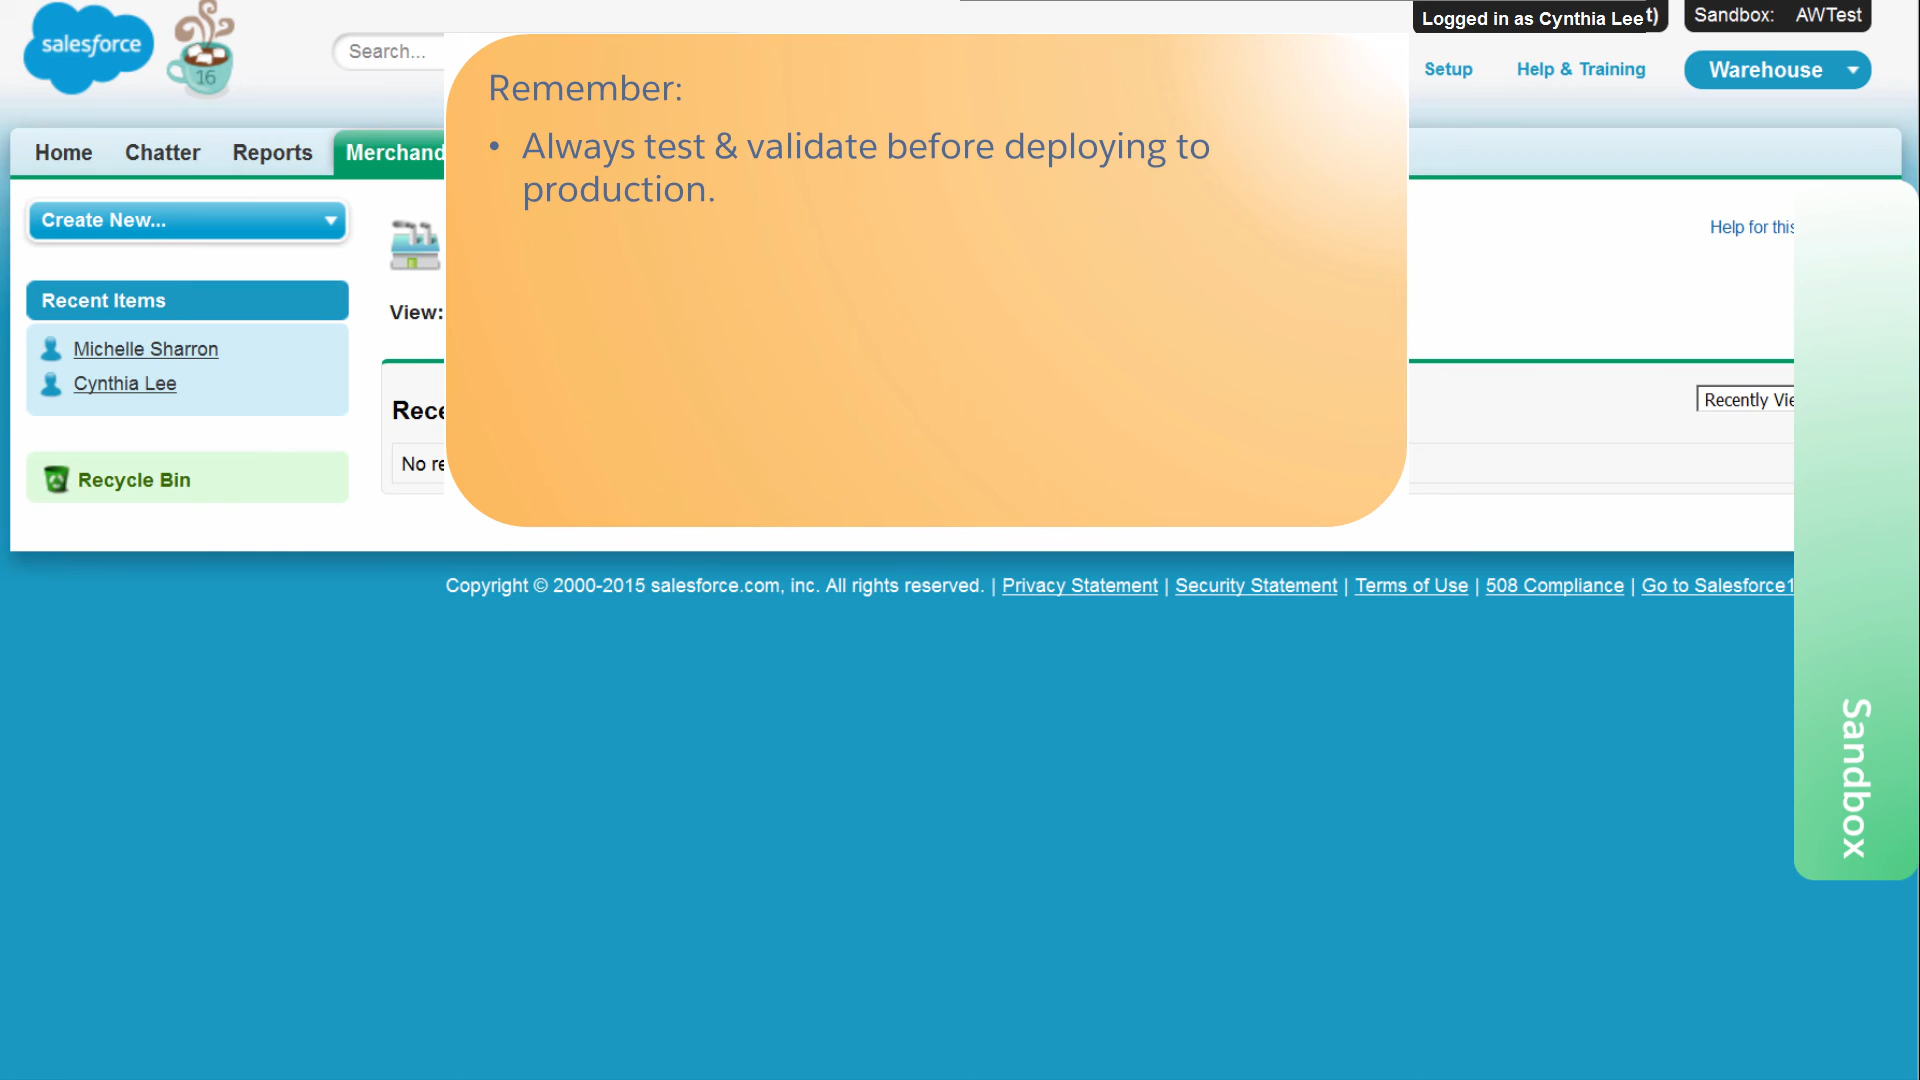 salesforce
16
Search...
Logged in as Cynthia Lee
t)
Sandbox: AWTest
Setup
Help & Training
Warehouse
Remember:
• Always test & validate before deploying to
production.
Home
Chatter
Reports
Merchand
Create New...
Help for this
Recent Items
View:
Michelle Sharron
Cynthia Lee
Rece
Recently Vie
No re
Recycle Bin
Copyright © 2000-2015 salesforce.com, inc. All rights reserved. | Privacy Statement | Security Statement | Terms of Use | 508 Compliance | Go to Salesforce1
Sandbox